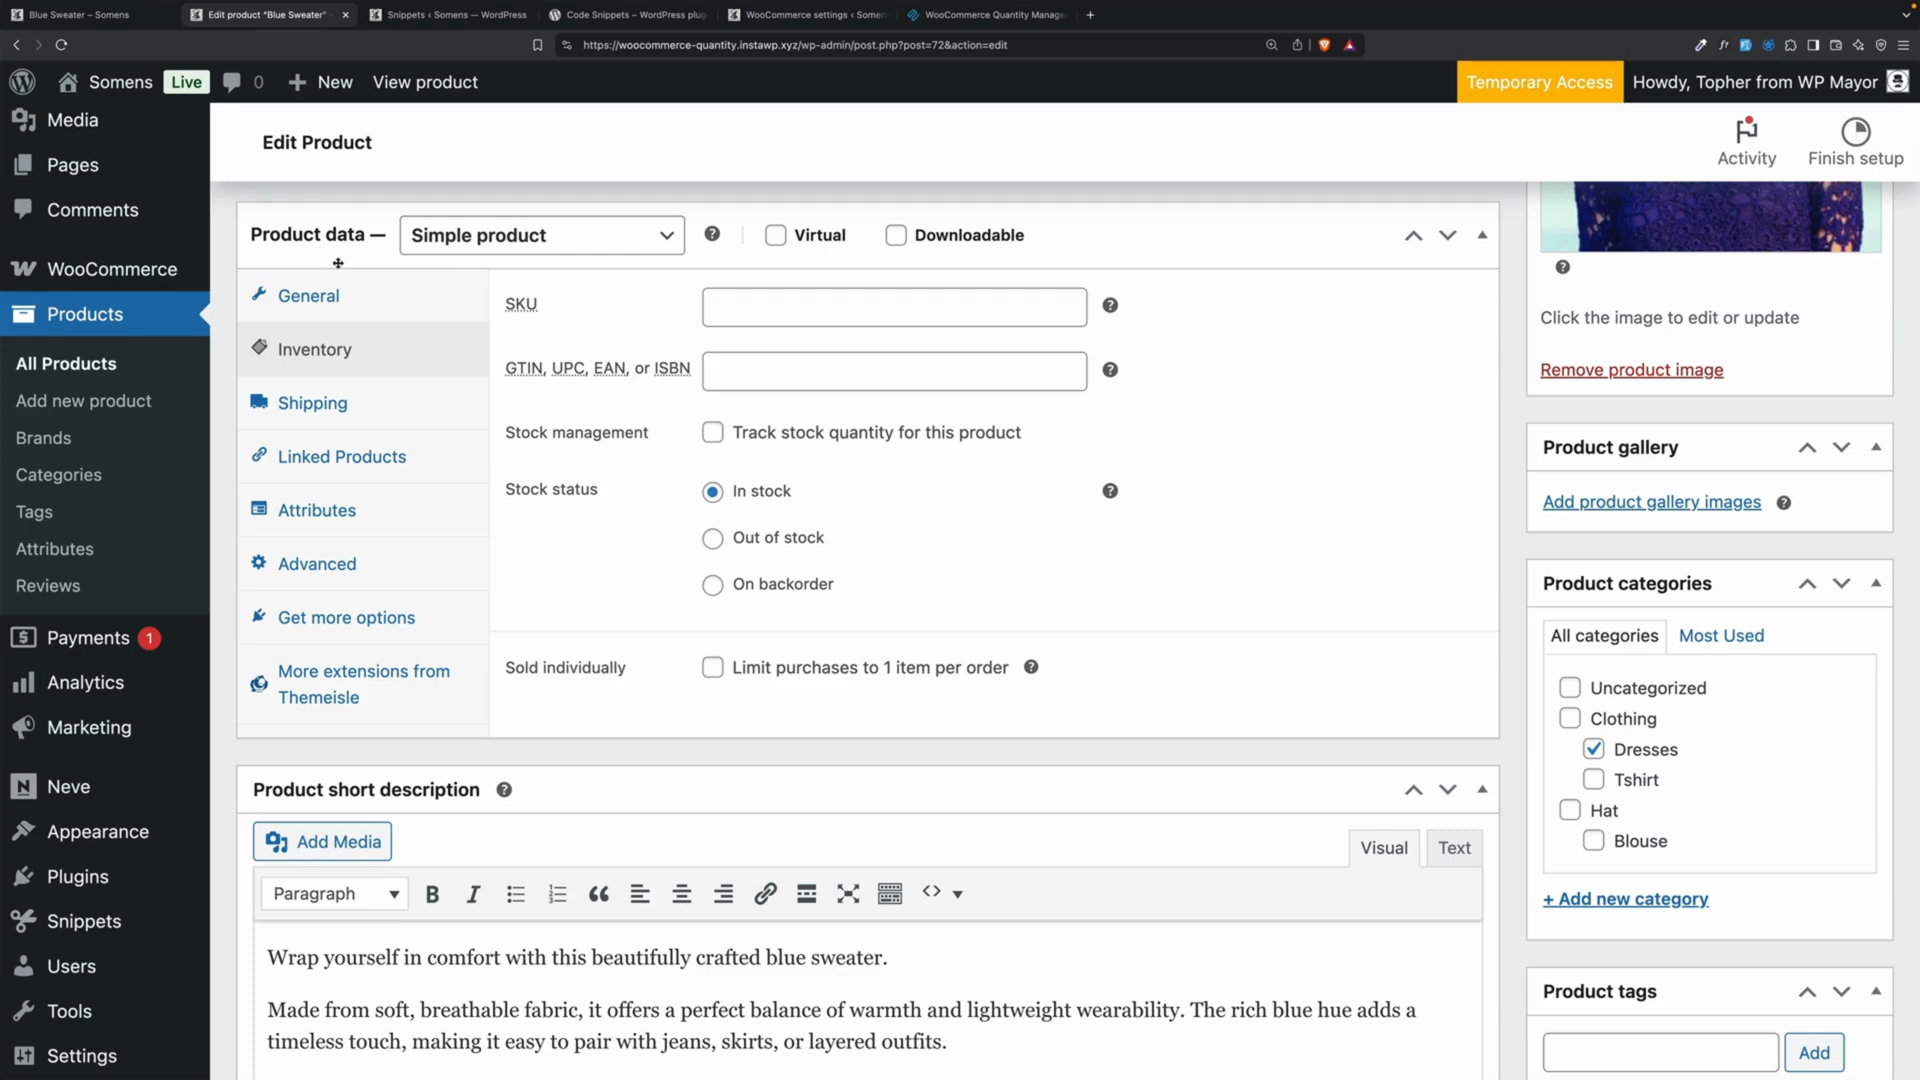 Blue Sweater – Somens
Edit product "Blue Sweater"
Snippets ‹ Somens — WordPress
Code Snippets – WordPress plug
WooCommerce settings ‹ Somen
WooCommerce Quantity Manage
https://woocommerce-quantity.instawp.xyz/wp-admin/post.php?post=72&action=edit
Somens
Live
0
New
View product
Temporary Access
Howdy, Topher from WP Mayor
Media
Pages
Comments
WooCommerce
Products
All Products
Add new product
Brands
Categories
Tags
Attributes
Reviews
Payments 1
Analytics
Marketing
Neve
Appearance
Plugins
Snippets
Users
Tools
Settings
Edit Product
Activity
Finish setup
Product data —
Simple product
Virtual
Downloadable
General
Inventory
Shipping
Linked Products
Attributes
Advanced
Get more options
More extensions from
Themeisle
SKU
GTIN, UPC, EAN, or ISBN
Stock management
Track stock quantity for this product
Stock status
In stock
Out of stock
On backorder
Sold individually
Limit purchases to 1 item per order
Product short description
Add Media
Visual
Text
Paragraph
Wrap yourself in comfort with this beautifully crafted blue sweater.
Made from soft, breathable fabric, it offers a perfect balance of warmth and lightweight wearability. The rich blue hue adds a
timeless touch, making it easy to pair with jeans, skirts, or layered outfits.
Click the image to edit or update
Remove product image
Product gallery
Add product gallery images
Product categories
All categories
Most Used
Uncategorized
Clothing
Dresses
Tshirt
Hat
Blouse
+ Add new category
Product tags
Add